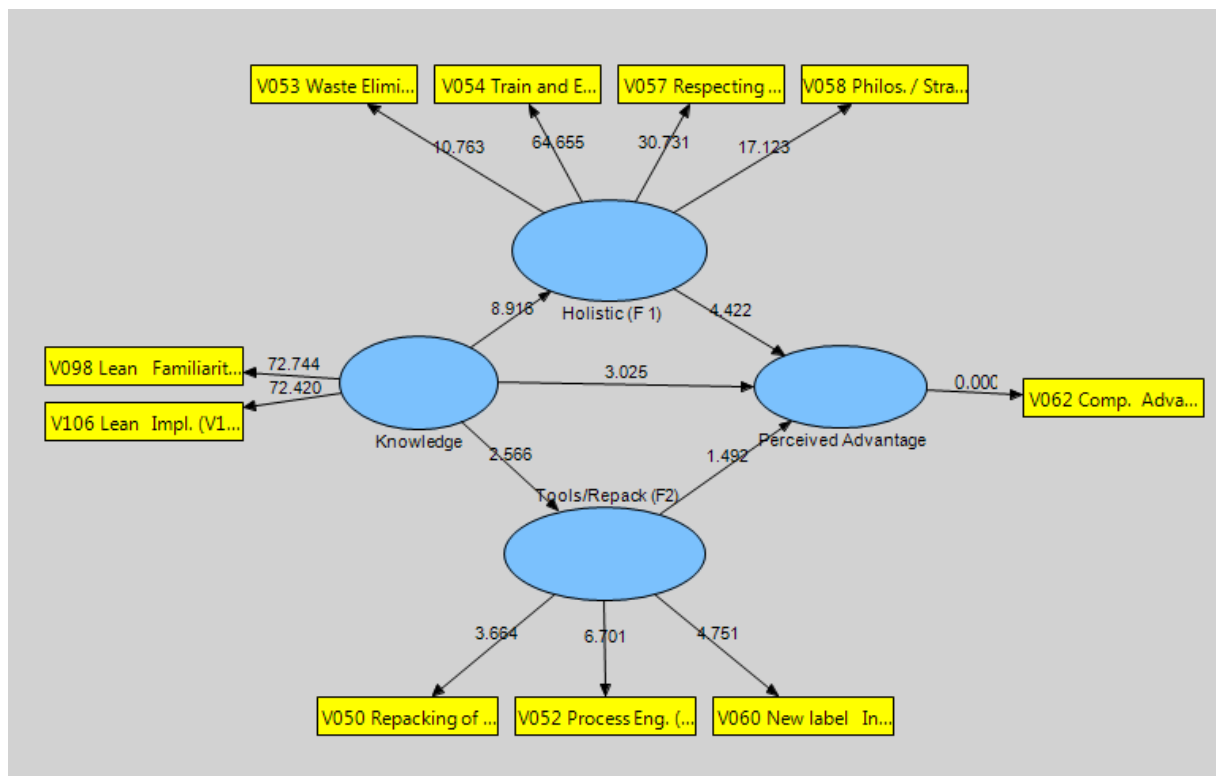 V053 Waste Elimi...
V054 Train and E...
V057 Respecting ...
V058 Philos. / Stra...
10.763
64.655
30.731
17.123
8.916
Holistic (F 1)
4.422
V098 Lean Familiarit...
72.744
3.025
0.000
V062 Comp. Adva...
V106 Lean Impl. (V1...
72.420
Knowledge
Perceived Advantage
2.566
1.492
Tools/Repack (F2)
3.664
6.701
4.751
V050 Repacking of ...
V052 Process Eng. (...
V060 New label In...